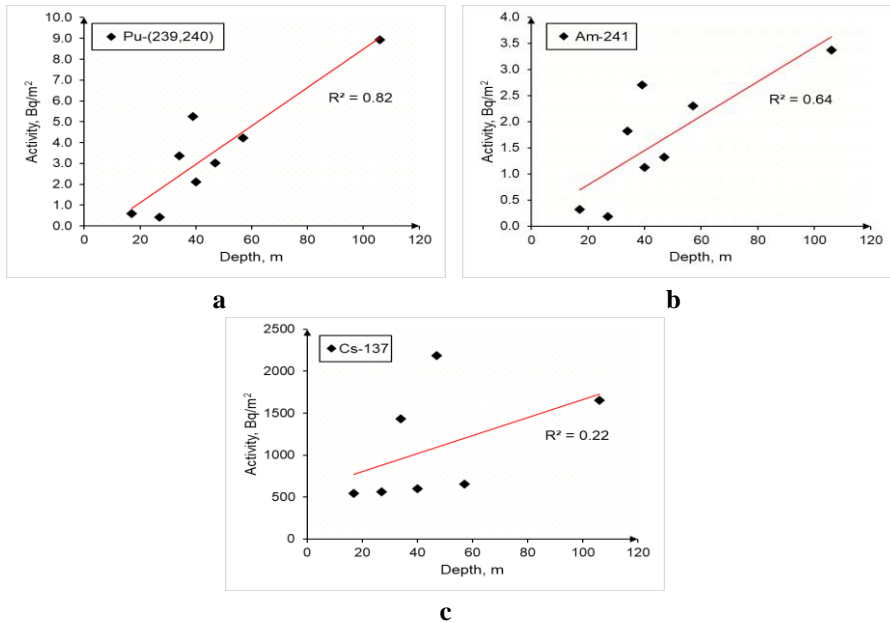 Pu-(239,240)
10.0
9.0
8.0
7.0
6.0
5.0
4.0
3.0
2.0
1.0
0.0
Activity, Bq/m²
R² = 0.82
0 20 40 60 80 100 120
Depth, m
a
Am-241
4.0
3.5
3.0
2.5
2.0
1.5
1.0
0.5
0.0
Activity, Bq/m²
R² = 0.64
0 20 40 60 80 100 120
Depth, m
b
Cs-137
2500
2000
1500
1000
500
0
Activity, Bq/m²
R² = 0.22
0 20 40 60 80 100 120
Depth, m
c